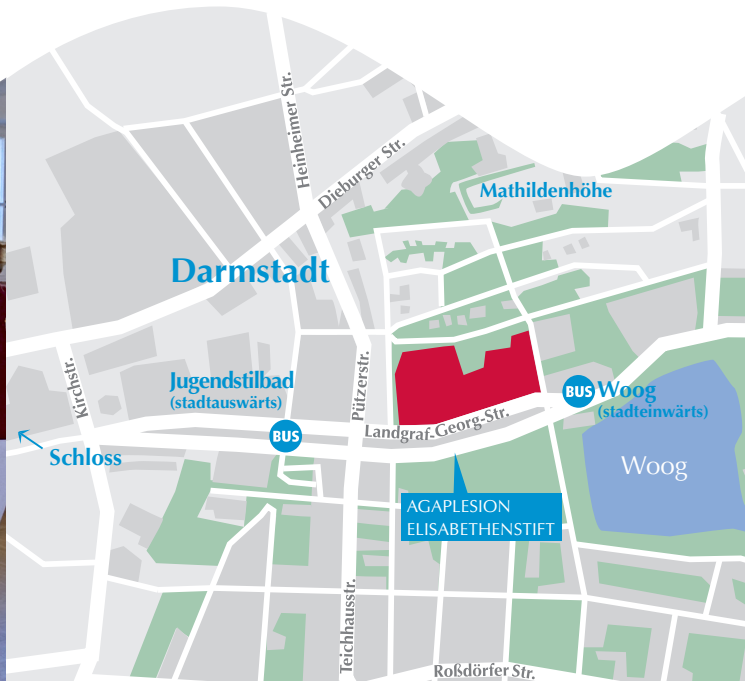 Heinheimer Str.
Dieburger Str.
Mathildenhöhe
Darmstadt
Kirchstr.
Jugendstilbad
(stadtauswärts)
BUS
Pützerstr.
Landgraf-Georg-Str.
BUS
Woog
(stadteinwärts)
Schloss
Woog
AGAPLESION
ELISABETHENSTIFT
Teichhausstr.
Roßdörfer Str.